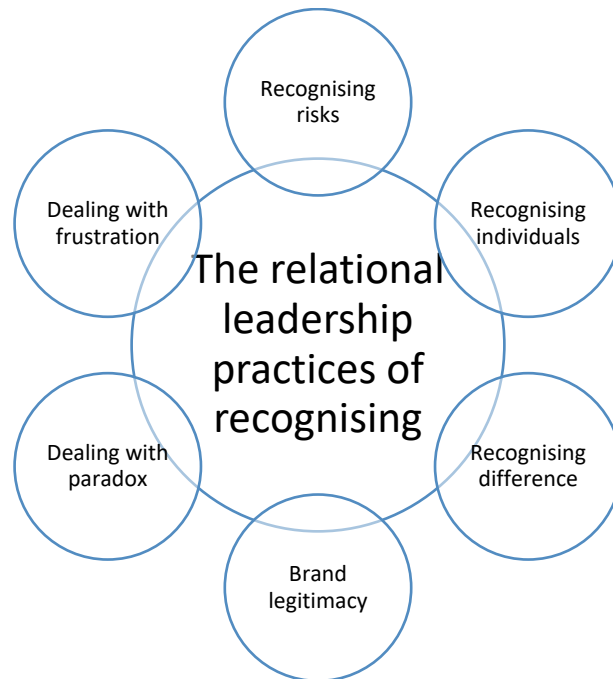 Recognising
risks
Recognising
individuals
Recognising
difference
Brand
legitimacy
Dealing with
paradox
Dealing with
frustration
The relational
leadership
practices of
recognising